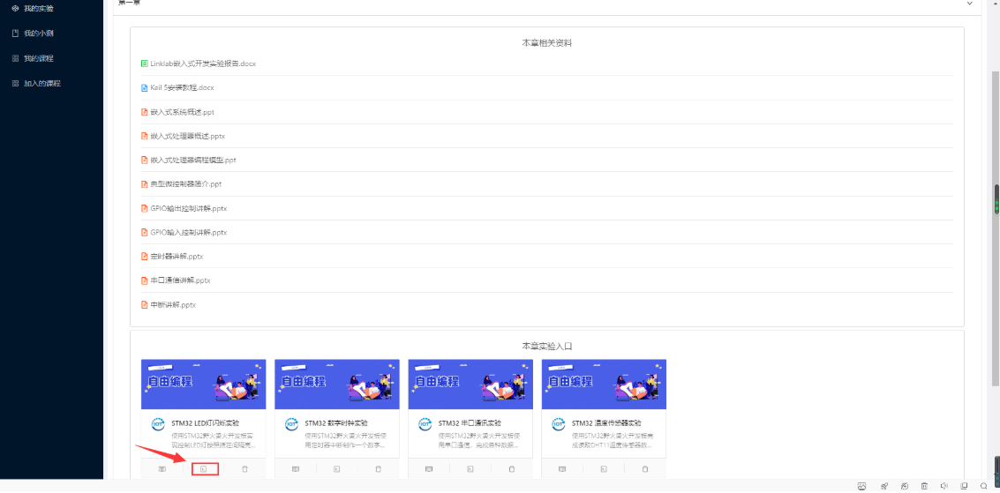 我的实验
第一章
我的小测
我的课程
加入的课程
本章相关资料
Linklab嵌入式开发实验报告.docx
Keil 5安装教程.docx
嵌入式系统概述.ppt
嵌入式处理器概述.pptx
嵌入式处理器编程模型.ppt
典型微控制器简介.ppt
GPIO输出控制讲解.pptx
GPIO输入控制讲解.pptx
定时器讲解.pptx
串口通信讲解.pptx
中断讲解.pptx
本章实验入口
自由编程
自由编程
自由编程
自由编程
STM32 LED灯闪烁实验
使用STM32野火霸火开发板实
现控制LED灯按照固定间隔亮...
STM32 数字时钟实验
使用STM32野火霸火开发板使
用定时器中断制作一个数字...
STM32 串口通讯实验
使用STM32野火霸火开发板使
用串口通信，完成各种数据...
STM32 温度传感器实验
使用STM32野火霸火开发板完
成读取DHT11温度传感器数...